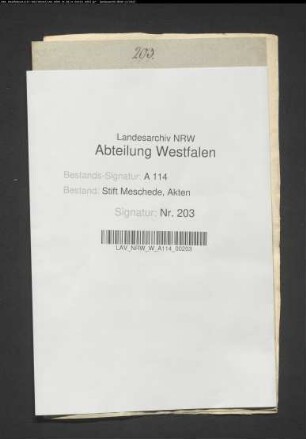 203.
Landesarchiv NRW
Abteilung Westfalen
Bestands-Signatur: A 114
Bestand: Stift Meschede, Akten
Signatur: Nr. 203
LAV_NRW_W_A114_00203